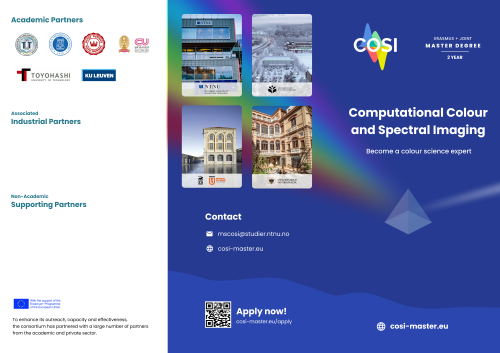 Academic Partners
CU
TOYOHASHI
UNIVERSITY OF TECHNOLOGY
KU LEUVEN
Associated
Industrial Partners
Non-Academic
Supporting Partners
With the support of the
Erasmus+ Programme
of the European Union
To enhance its outreach, capacity and effectiveness,
the consortium has partnered with a large number of partners
from the academic and private sector.
NTNU
Contact
mscosi@studier.ntnu.no
cosi-master.eu
Apply now!
cosi-master.eu/apply
COSI
ERASMUS + JOINT
MASTER DEGREE
2 YEAR
Computational Colour
and Spectral Imaging
Become a colour science expert
cosi-master.eu